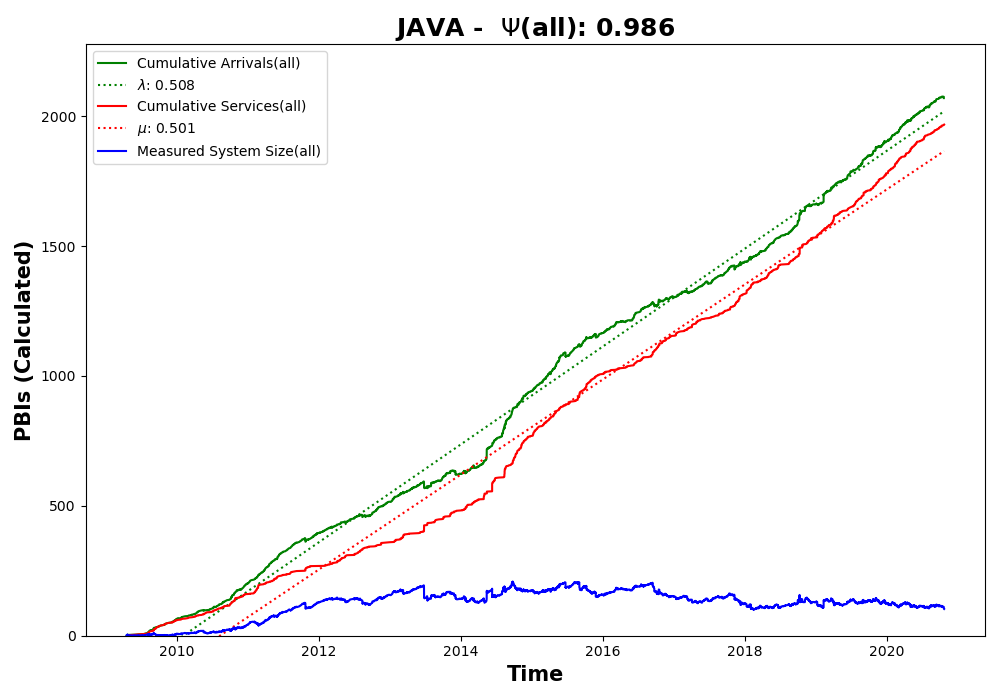 JAVA - Ψ(all): 0.986
Cumulative Arrivals(all)
λ: 0.508
Cumulative Services(all)
μ: 0.501
Measured System Size(all)
PBIs (Calculated)
2000
1500
1000
500
0
2010 2012 2014 2016 2018 2020
Time